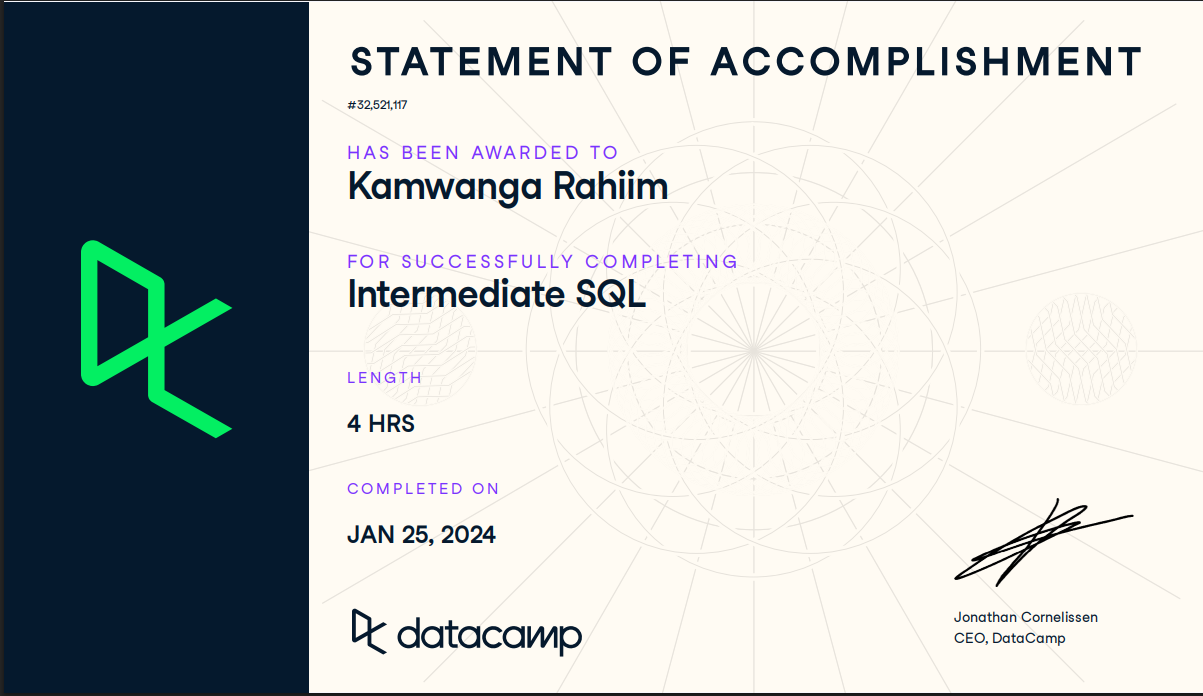 STATEMENT OF ACCOMPLISHMENT
#32,521,117
HAS BEEN AWARDED TO
Kamwanga Rahiim
FOR SUCCESSFULLY COMPLETING
Intermediate SQL
LENGTH
4 HRS
COMPLETED ON
JAN 25, 2024
datacamp
Jonathan Cornelissen
CEO, DataCamp